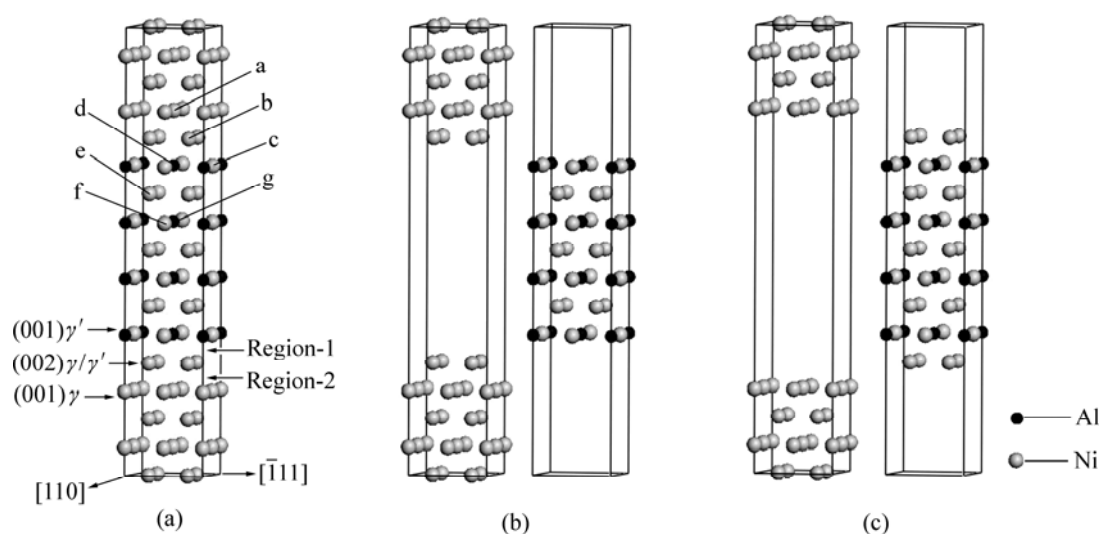 a
b
d
c
e
g
f
(001)γ′
Region-1
(002)γ/γ′
Region-2
(001)γ
Al
Ni
[110]
[1̄11]
(a)
(b)
(c)